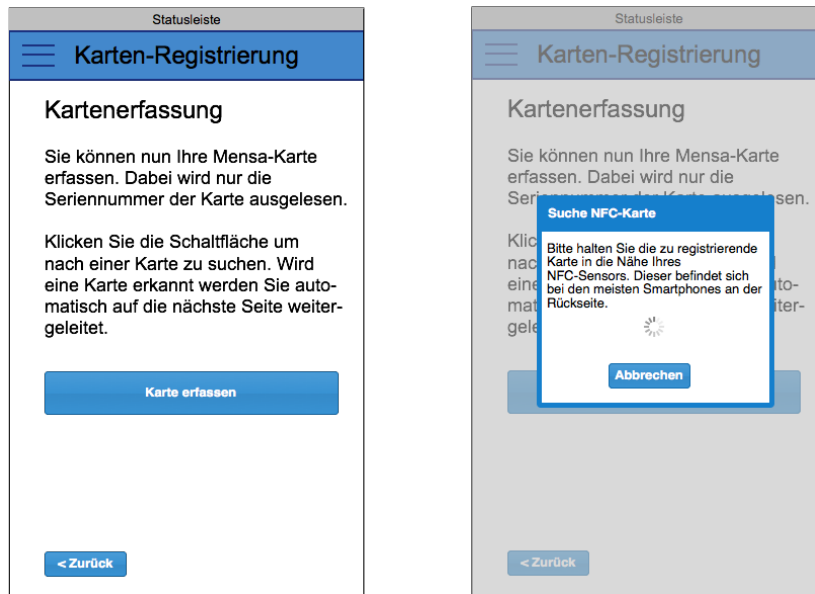 Statusleiste
Karten-Registrierung
Kartenerfassung
Sie können nun Ihre Mensa-Karte
erfassen. Dabei wird nur die
Seriennummer der Karte ausgelesen.
Klicken Sie die Schaltfläche um
nach einer Karte zu suchen. Wird
eine Karte erkannt werden Sie auto-
matisch auf die nächste Seite weiter-
geleitet.
Karte erfassen
< Zurück
Statusleiste
Karten-Registrierung
Kartenerfassung
Sie können nun Ihre Mensa-Karte
erfassen. Dabei wird nur die
Seriennummer der Karte ausgelesen.
Suche NFC-Karte
Bitte halten Sie die zu registrierende
Karte in die Nähe Ihres
NFC-Sensors. Dieser befindet sich
bei den meisten Smartphones an der
Rückseite.
Abbrechen
< Zurück